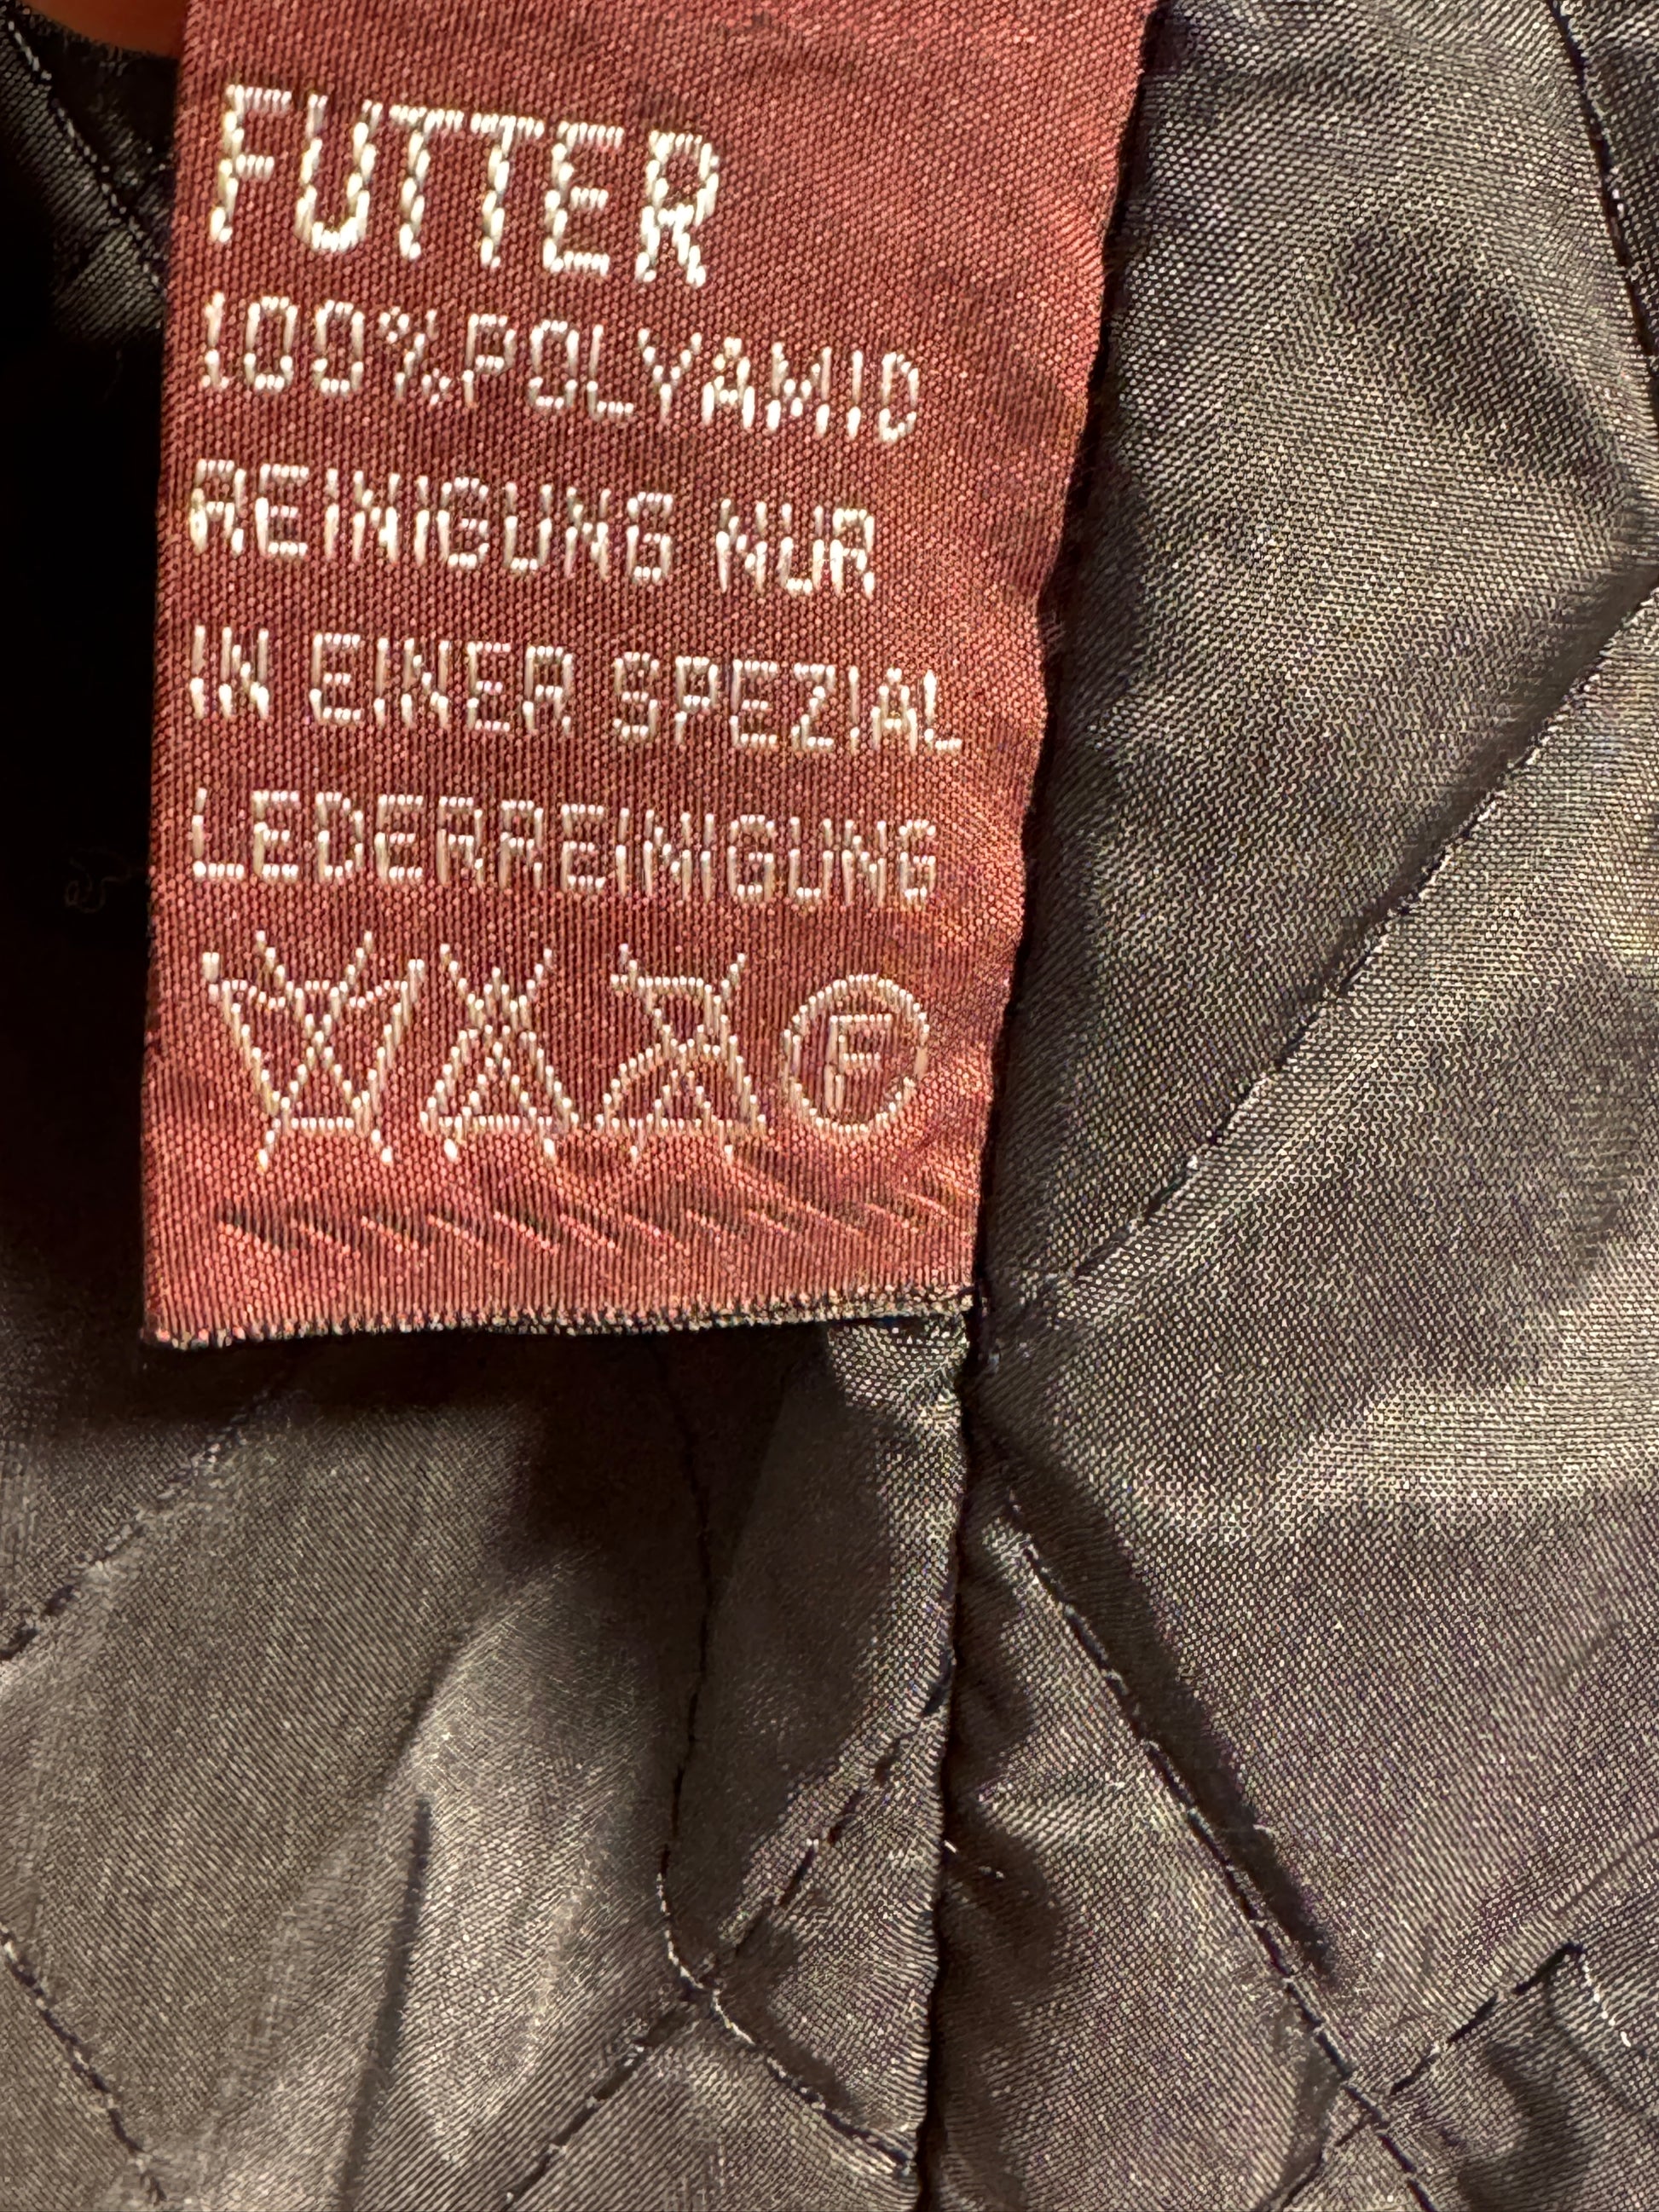 FUTTER
100% POLYAMID
REINIGUNG NUR
IN EINER SPEZIAL
LEDERREINIGUNG
F